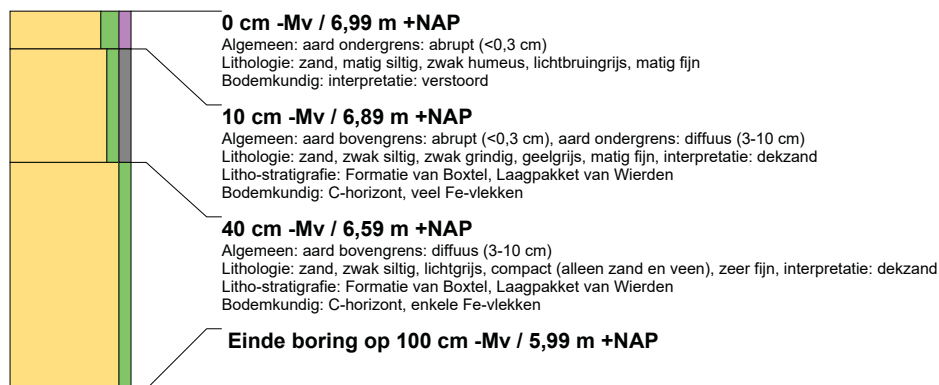 0 cm -Mv / 6,99 m +NAP
Algemeen: aard ondergrens: abrupt (<0,3 cm)
Lithologie: zand, matig siltig, zwak humeus, lichtbruingrijs, matig fijn
Bodemkundig: interpretatie: verstoord
10 cm -Mv / 6,89 m +NAP
Algemeen: aard bovengrens: abrupt (<0,3 cm), aard ondergrens: diffuus (3-10 cm)
Lithologie: zand, zwak siltig, zwak grindig, geelgrijs, matig fijn, interpretatie: dekzand
Litho-stratigrafie: Formatie van Boxtel, Laagpakket van Wierden
Bodemkundig: C-horizont, veel Fe-vlekken
40 cm -Mv / 6,59 m +NAP
Algemeen: aard bovengrens: diffuus (3-10 cm)
Lithologie: zand, zwak siltig, lichtgrijs, compact (alleen zand en veen), zeer fijn, interpretatie: dekzand
Litho-stratigrafie: Formatie van Boxtel, Laagpakket van Wierden
Bodemkundig: C-horizont, enkele Fe-vlekken
Einde boring op 100 cm -Mv / 5,99 m +NAP